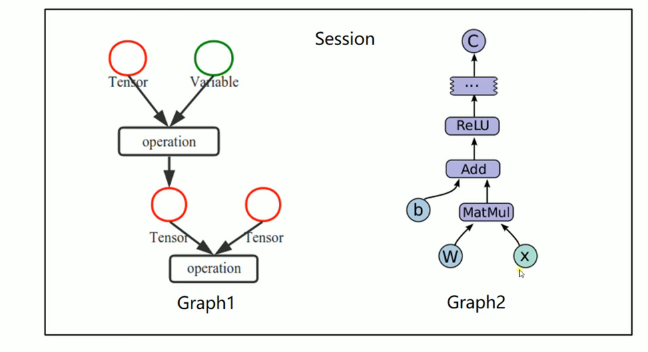 Session
Tensor
Variable
operation
Tensor
Tensor
operation
Graph1
C
...
ReLU
Add
b
MatMul
W
x
Graph2